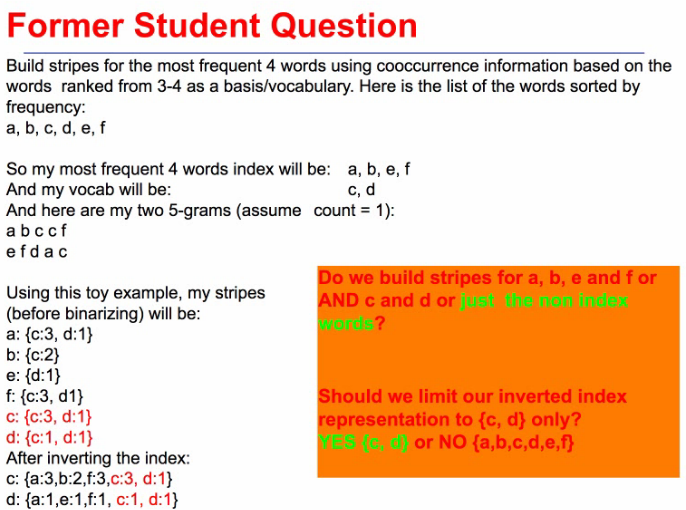 Former Student Question
Build stripes for the most frequent 4 words using cooccurrence information based on the
words ranked from 3-4 as a basis/vocabulary. Here is the list of the words sorted by
frequency:
a, b, c, d, e, f
So my most frequent 4 words index will be: a, b, e, f
And my vocab will be: c, d
And here are my two 5-grams (assume count = 1):
a b c c f
e f d a c
Using this toy example, my stripes
(before binarizing) will be:
a: {c:3, d:1}
b: {c:2}
e: {d:1}
f: {c:3, d1}
c: {c:3, d:1}
d: {c:1, d:1}
After inverting the index:
c: {a:3,b:2,f:3,c:3, d:1}
d: {a:1,e:1,f:1, c:1, d:1}
Do we build stripes for a, b, e and f or
AND c and d or just the non index
words?
Should we limit our inverted index
representation to {c, d} only?
YES {c, d} or NO {a,b,c,d,e,f}